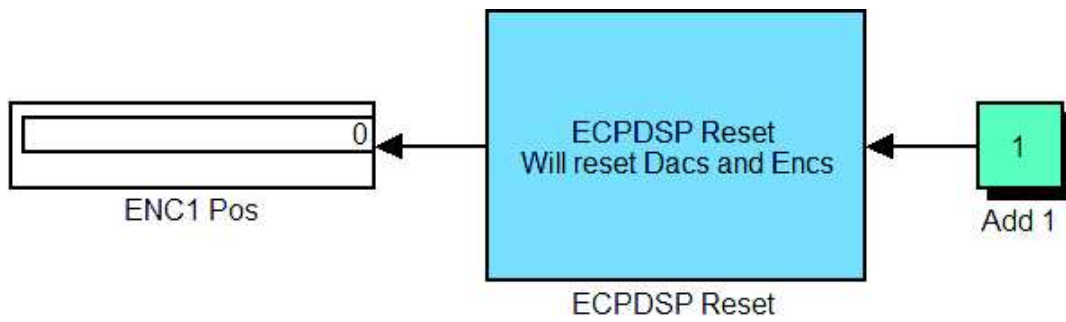 0
ENC1 Pos
ECPDSP Reset
Will reset Dacs and Encs
ECPDSP Reset
1
Add 1